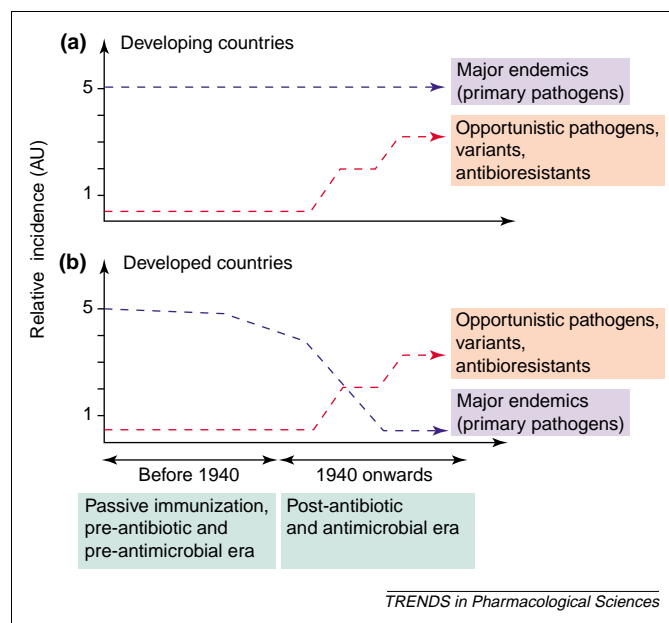 (a) Developing countries
5
Major endemics
(primary pathogens)
Opportunistic pathogens,
variants,
antibioresistants
1
Relative incidence (AU)
(b) Developed countries
5
Opportunistic pathogens,
variants,
antibioresistants
1
Major endemics
(primary pathogens)
Before 1940
1940 onwards
Passive immunization,
pre-antibiotic and
pre-antimicrobial era
Post-antibiotic
and antimicrobial era
TRENDS in Pharmacological Sciences